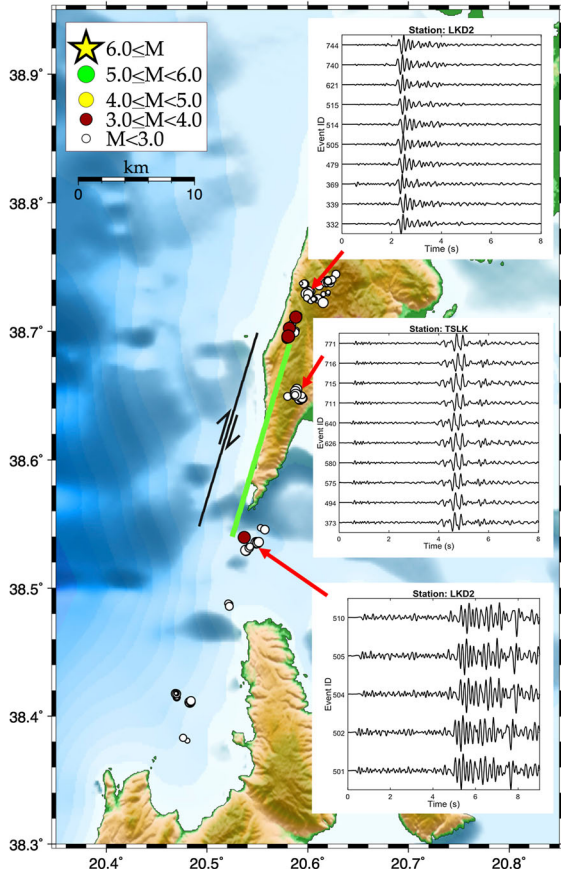 6.0≤M
5.0≤M<6.0
4.0≤M<5.0
3.0≤M<4.0
M<3.0
km
0 10
38.9˚
38.8˚
38.7˚
38.6˚
38.5˚
38.4˚
38.3˚
20.4˚ 20.5˚ 20.6˚ 20.7˚ 20.8˚
Station: LKD2
Event ID
744
740
621
515
514
505
479
369
339
332
0 2 4 6 8
Time (s)
Station: TSLK
Event ID
771
716
715
711
640
626
580
575
494
373
0 2 4 6 8
Time (s)
Station: LKD2
Event ID
510
505
504
502
501
0 2 4 6 8
Time (s)